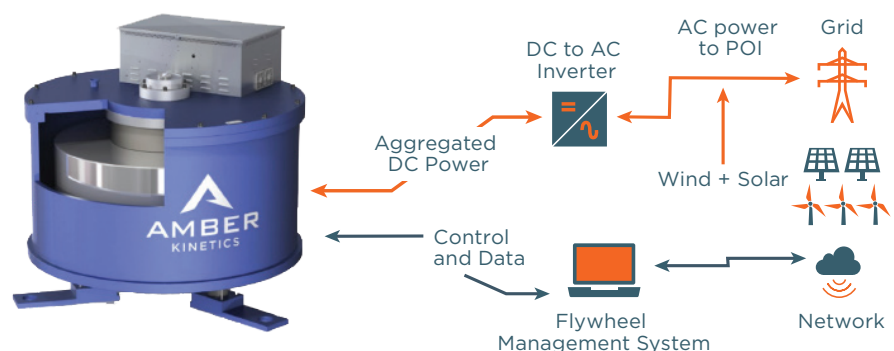 DC to AC
Inverter
AC power
to POI
Grid
Aggregated
DC Power
Wind + Solar
AMBER
KINETICS
Control
and Data
Flywheel
Management System
Network